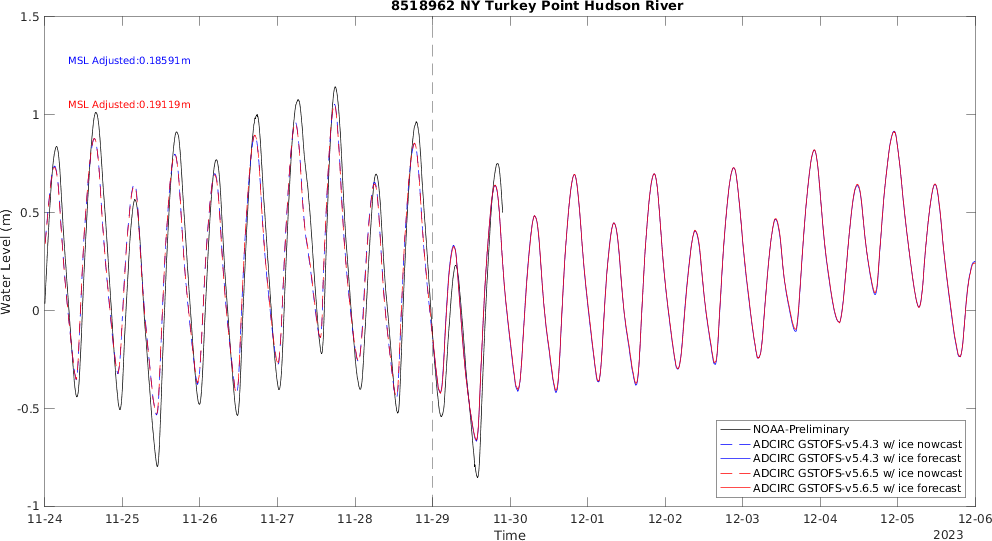 8518962 NY Turkey Point Hudson River
1.5
MSL Adjusted:0.18591m
MSL Adjusted:0.19119m
1
0.5
Water Level (m)
0
-0.5
-1
NOAA-Preliminary
ADCIRC GSTOFS-v5.4.3 w/ ice nowcast
ADCIRC GSTOFS-v5.4.3 w/ ice forecast
ADCIRC GSTOFS-v5.6.5 w/ ice nowcast
ADCIRC GSTOFS-v5.6.5 w/ ice forecast
11-24 11-25 11-26 11-27 11-28 11-29 11-30 12-01 12-02 12-03 12-04 12-05 12-06
Time
2023